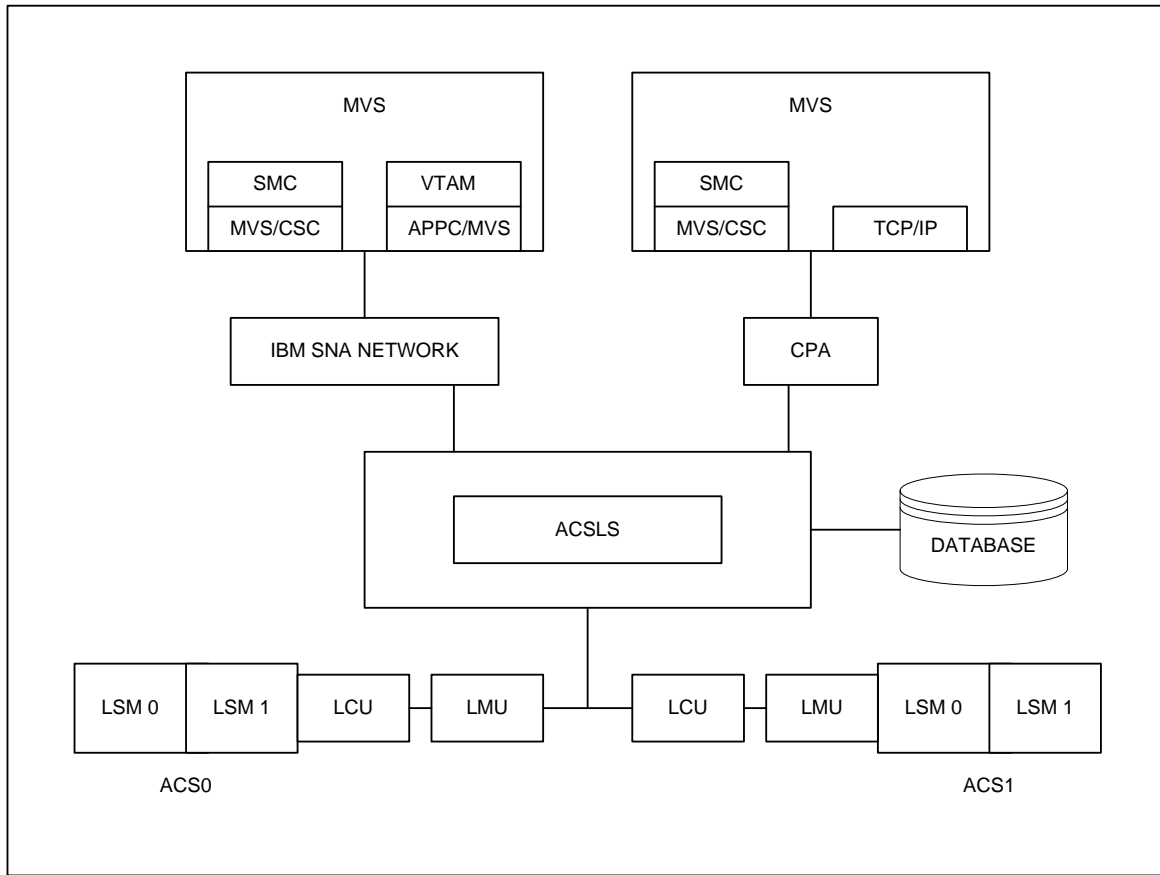 MVS
MVS
SMC
VTAM
SMC
MVS/CSC
APPC/MVS
MVS/CSC
TCP/IP
IBM SNA NETWORK
CPA
ACSLS
DATABASE
LSM 0
LSM 1
LCU
LMU
LCU
LMU
LSM 0
LSM 1
ACS0
ACS1